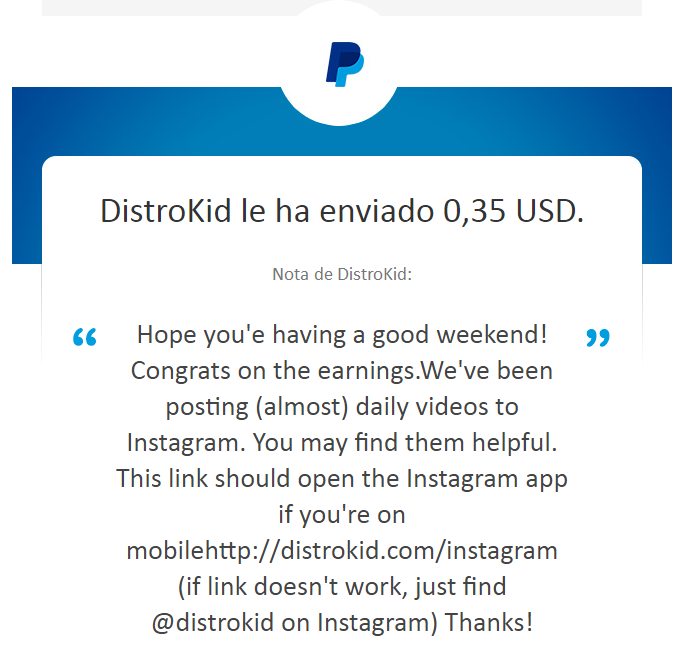 DistroKid le ha enviado 0,35 USD.
Nota de DistroKid:
“ Hope you'e having a good weekend! ”
Congrats on the earnings.We've been
posting (almost) daily videos to
Instagram. You may find them helpful.
This link should open the Instagram app
if you're on
mobilehttp://distrokid.com/instagram
(if link doesn't work, just find
@distrokid on Instagram) Thanks!